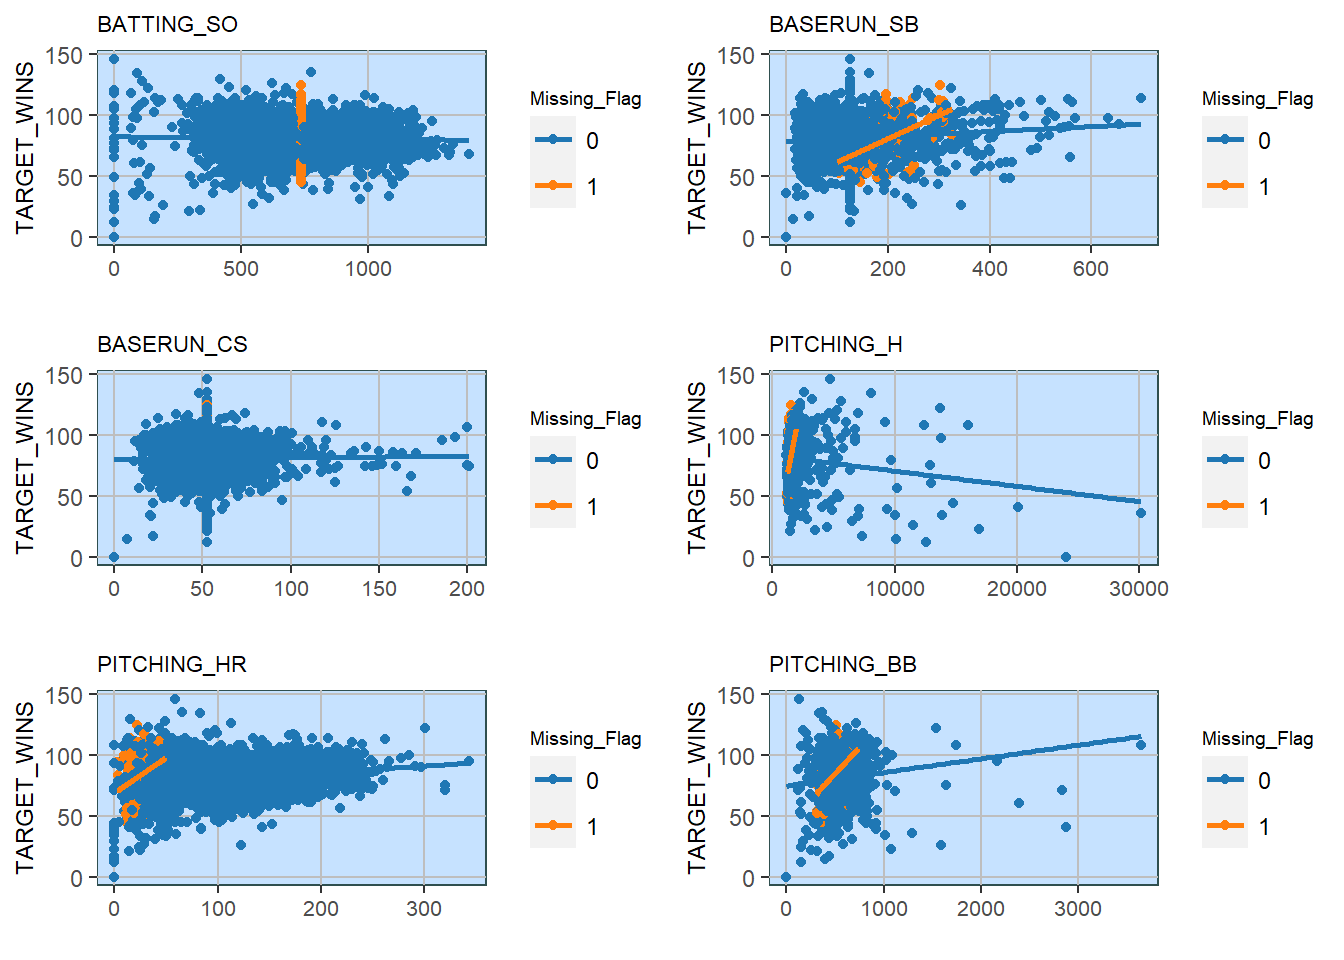 BATTING_SO
TARGET_WINS
150
100
50
0
0 500 1000
Missing_Flag
0
1
BASERUN_SB
TARGET_WINS
150
100
50
0
0 200 400 600
Missing_Flag
0
1
BASERUN_CS
TARGET_WINS
150
100
50
0
0 50 100 150 200
Missing_Flag
0
1
PITCHING_H
TARGET_WINS
150
100
50
0
0 10000 20000 30000
Missing_Flag
0
1
PITCHING_HR
TARGET_WINS
150
100
50
0
0 100 200 300
Missing_Flag
0
1
PITCHING_BB
TARGET_WINS
150
100
50
0
0 1000 2000 3000
Missing_Flag
0
1